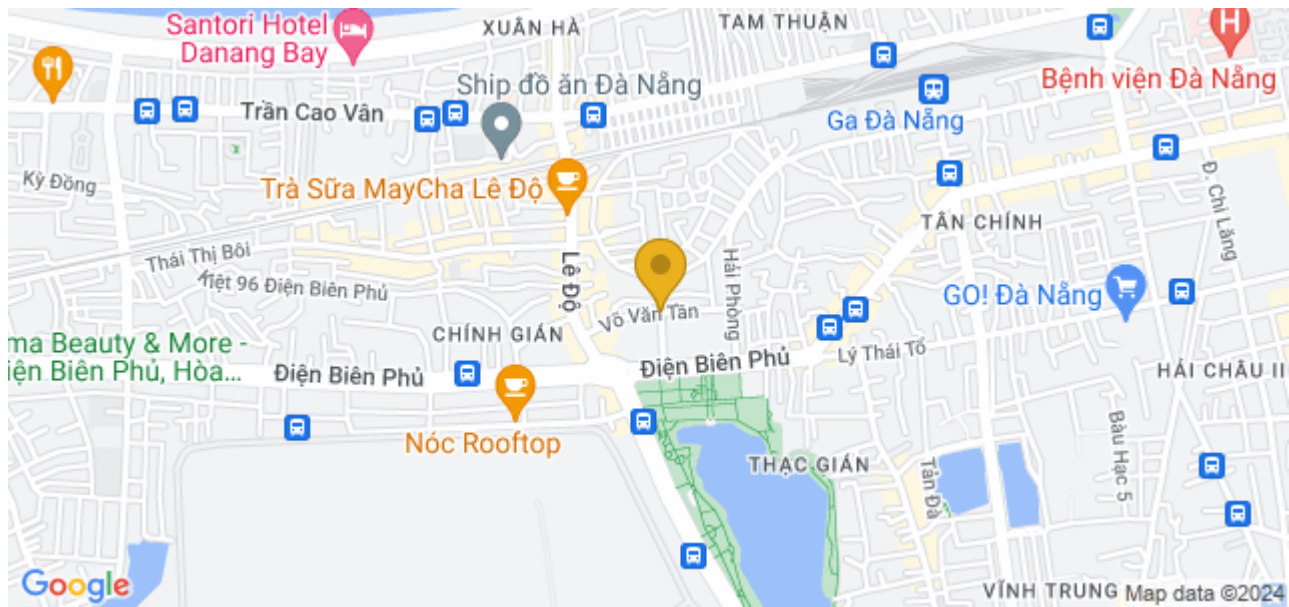 Santori Hotel
Danang Bay
XUÂN HÀ
TAM THUẬN
H
Bệnh viện Đà Nẵng
Trần Cao Vân
Ship đồ ăn Đà Nẵng
Ga Đà Nẵng
Kỳ Đồng
Trà Sữa MayCha Lê Độ
Đ. Chi Lăng
TÂN CHÍNH
Thái Thị Bôi
Kiệt 96 Điện Biên Phủ
Lê Độ
Hải Phòng
GO! Đà Nẵng
Võ Văn Tần
CHÍNH GIÁN
ma Beauty & More -
iện Biên Phủ, Hòa...
Điện Biên Phủ
Điện Biên Phủ
Lý Thái Tổ
HẢI CHÂU II
Nóc Rooftop
THẠC GIÁN
Tản Đà
Bàu Hạc 5
Google
VĨNH TRUNG
Map data ©2024